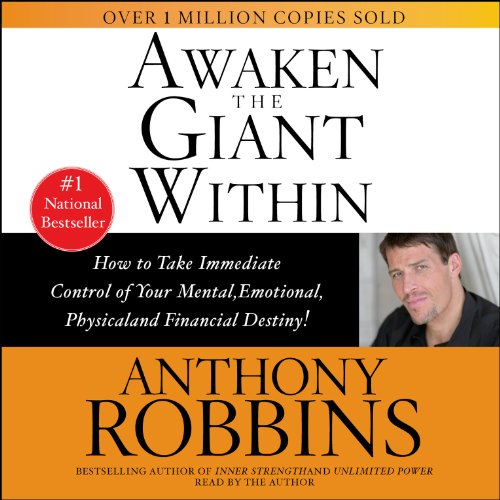 OVER 1 MILLION COPIES SOLD
AWAKEN
THE
GIANT
WITHIN
#1
National
Bestseller
How to Take Immediate
Control of Your Mental,Emotional,
Physicaland Financial Destiny!
ANTHONY
ROBBINS
BESTSELLING AUTHOR OF INNER STRENGTHAND UNLIMITED POWER
READ BY THE AUTHOR